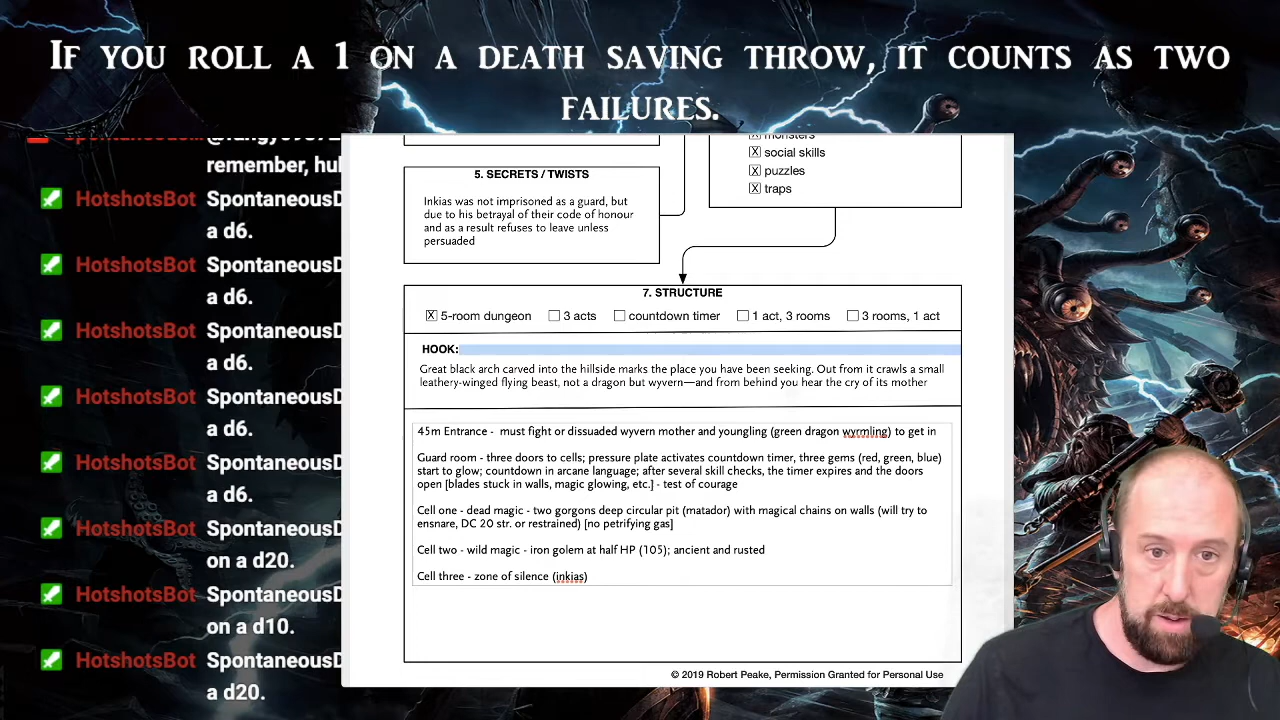 If you roll a 1 on a death saving throw, it counts as two
failures.
remember, hul
HotshotsBot SpontaneousD
a d6.
HotshotsBot SpontaneousD
a d6.
HotshotsBot SpontaneousD
a d6.
HotshotsBot SpontaneousD
a d6.
HotshotsBot SpontaneousD
a d6.
HotshotsBot SpontaneousD
on a d20.
HotshotsBot SpontaneousD
on a d10.
HotshotsBot SpontaneousD
a d20.
monsters
social skills
puzzles
traps
5. SECRETS / TWISTS
Inkias was not imprisoned as a guard, but
due to his betrayal of their code of honour
and as a result refuses to leave unless
persuaded
7. STRUCTURE
5-room dungeon 3 acts countdown timer 1 act, 3 rooms 3 rooms, 1 act
HOOK:
Great black arch carved into the hillside marks the place you have been seeking. Out from it crawls a small
leathery-winged flying beast, not a dragon but wyvern—and from behind you hear the cry of its mother
45m Entrance - must fight or dissuaded wyvern mother and youngling (green dragon wyrmling) to get in
Guard room - three doors to cells; pressure plate activates countdown timer, three gems (red, green, blue)
start to glow; countdown in arcane language; after several skill checks, the timer expires and the doors
open [blades stuck in walls, magic glowing, etc.] - test of courage
Cell one - dead magic - two gorgons deep circular pit (matador) with magical chains on walls (will try to
ensnare, DC 20 str. or restrained) [no petrifying gas]
Cell two - wild magic - iron golem at half HP (105); ancient and rusted
Cell three - zone of silence (inkias)
© 2019 Robert Peake, Permission Granted for Personal Use